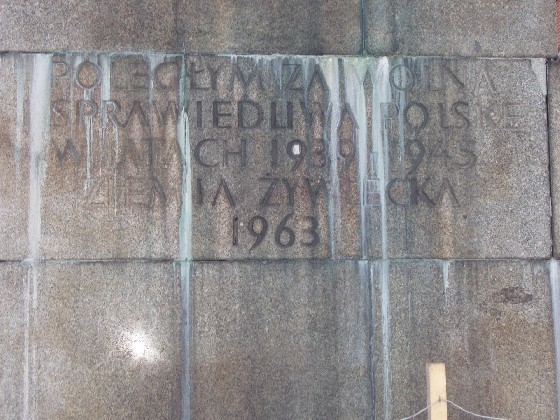 POLEGŁYM ZA WOLNĄ
SPRAWIEDLIWĄ POLSKĘ
W LATACH 1939 1945
ZIEMIA ŻYWIECKA
1963